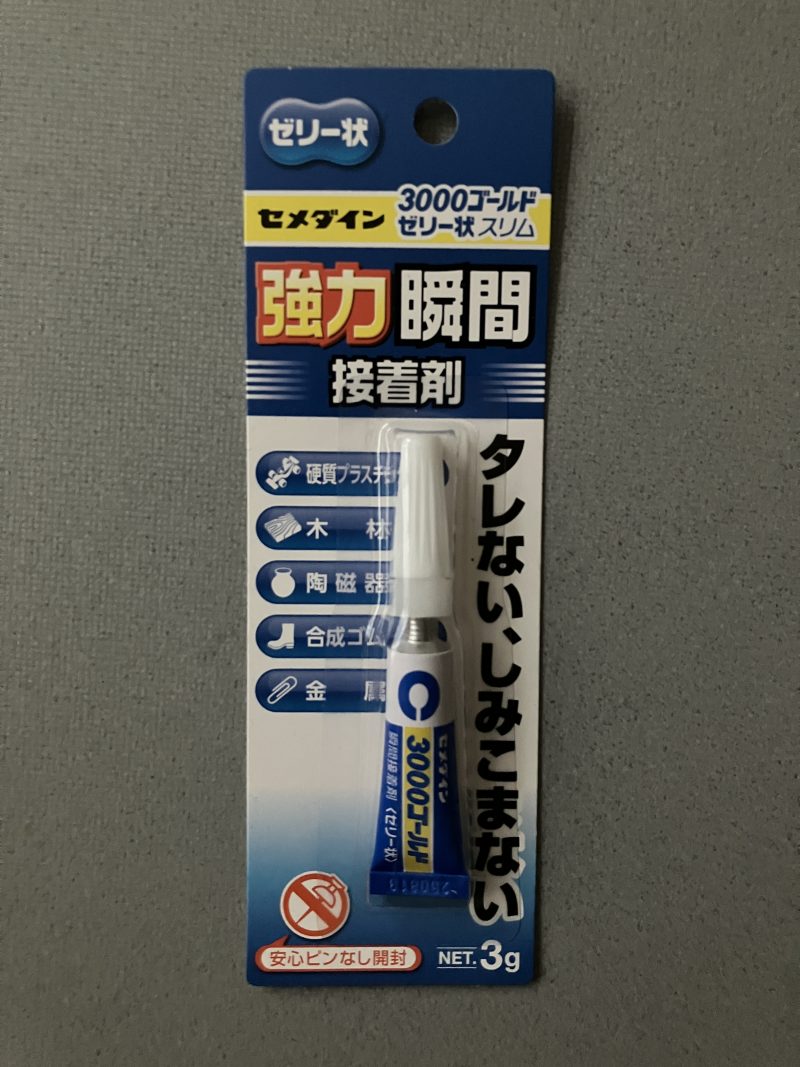 ゼリー状
セメダイン
3000ゴールド
ゼリー状スリム
強力瞬間
接着剤
硬質プラスチック
木材
陶磁器
合成ゴム
金属
タレない、しみこまない
C
セメダイン
3000ゴールド
瞬間接着剤〈ゼリー状〉
安心ピンなし開封
NET. 3g